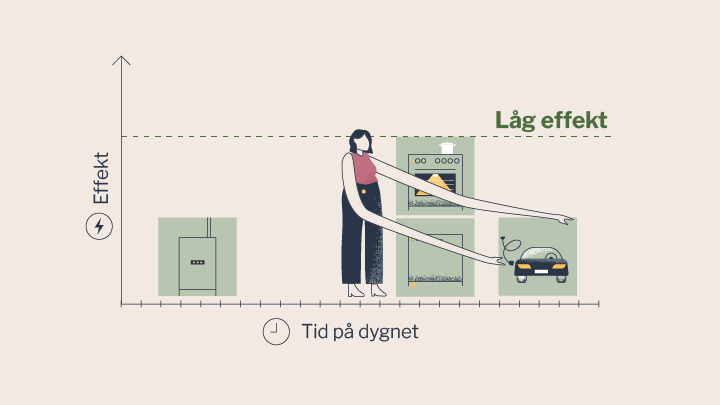 Låg effekt
Effekt
Tid på dygnet